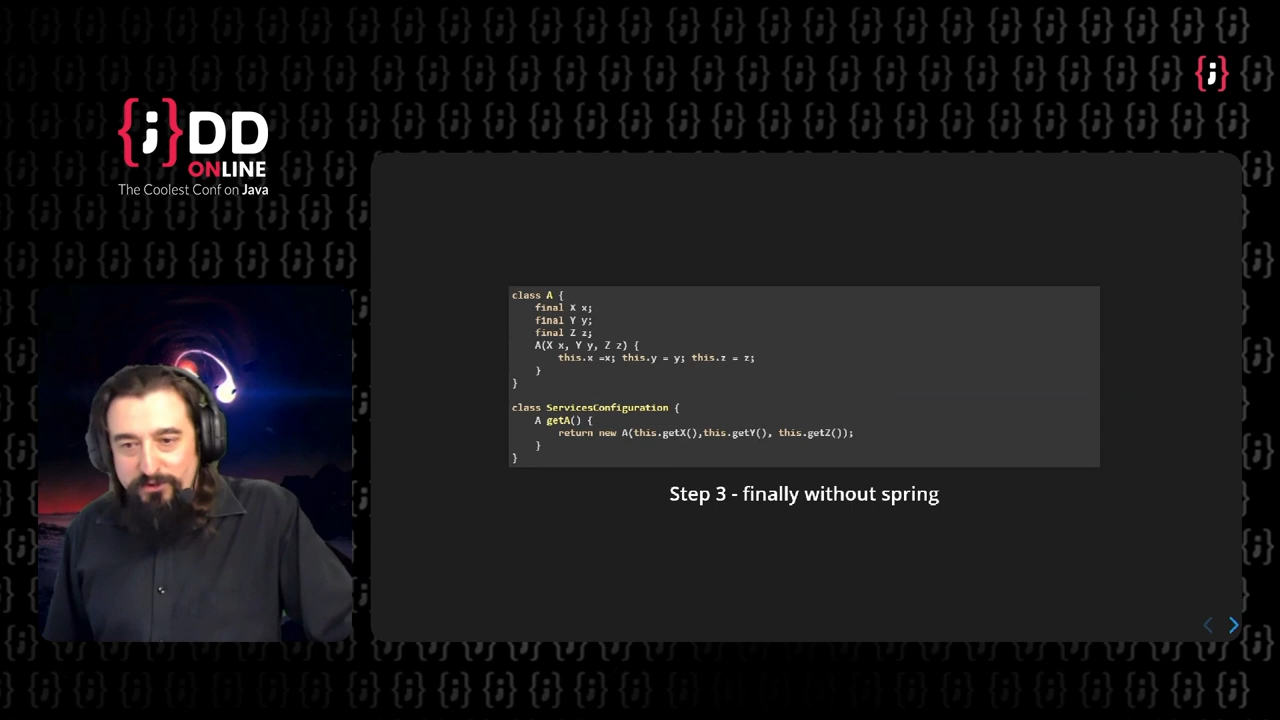 {;}
{;}DD
ONLINE
The Coolest Conf on Java
class A {
    final X x;
    final Y y;
    final Z z;
    A(X x, Y y, Z z) {
        this.x =x; this.y = y; this.z = z;
    }
}
class ServicesConfiguration {
    A getA() {
        return new A(this.getX(),this.getY(), this.getZ());
    }
}
Step 3 - finally without spring